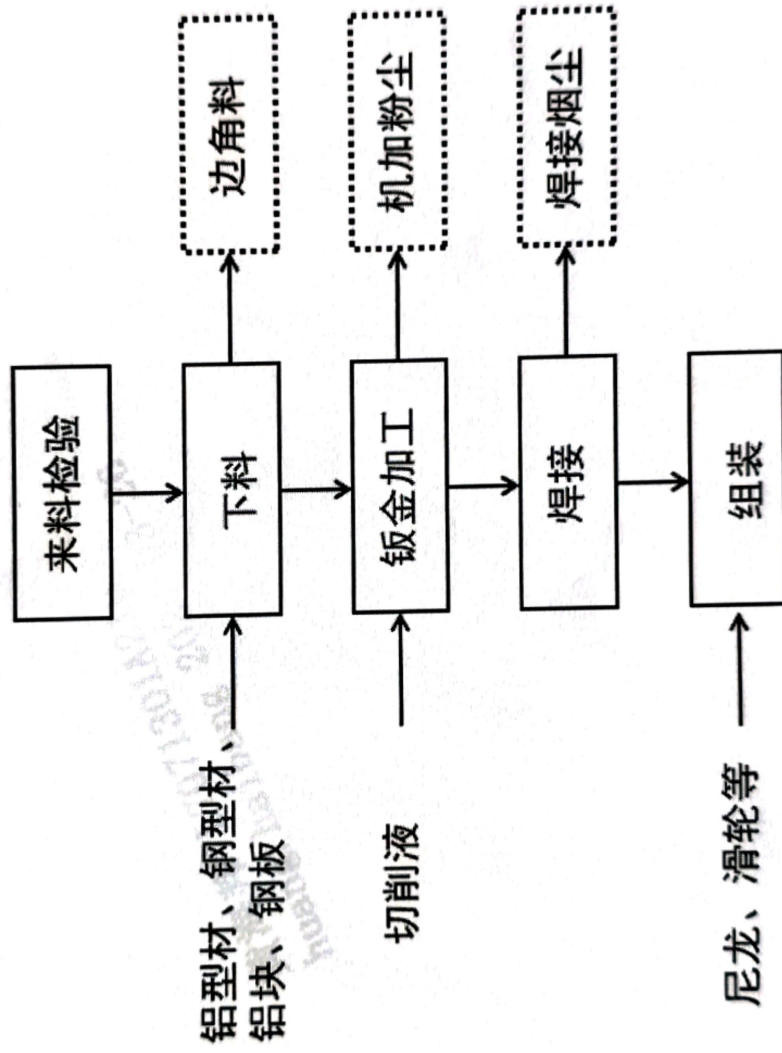 来料检验
铝型材、钢型材、
铝块、钢板
下料
边角料
切削液
钣金加工
机加粉尘
焊接
焊接烟尘
尼龙、滑轮等
组装